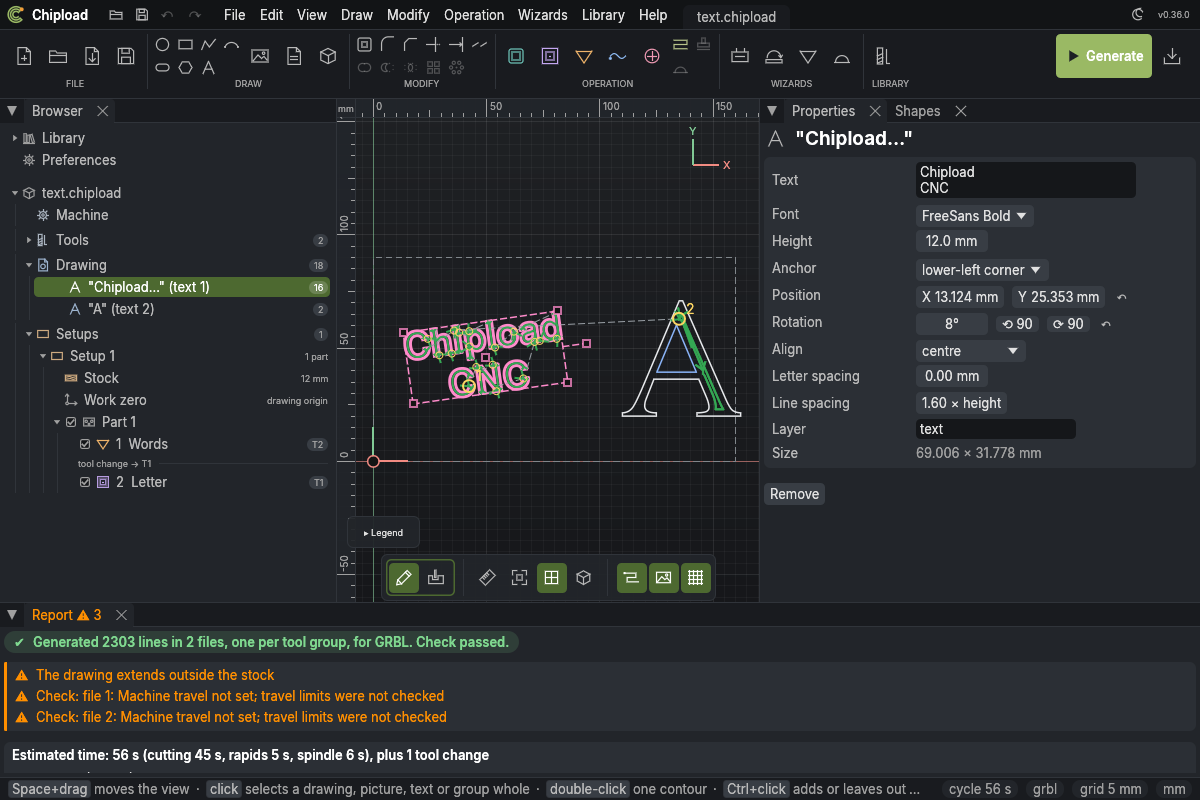 Chipload
File Edit View Draw Modify Operation Wizards Library Help
text.chipload
v0.36.0
FILE
DRAW
MODIFY
OPERATION
WIZARDS
LIBRARY
Generate
Browser
Library
Preferences
text.chipload
Machine
Tools 2
Drawing 18
"Chipload..." (text 1) 16
"A" (text 2) 2
Setups 1
Setup 1 1 part
Stock 12 mm
Work zero drawing origin
Part 1
1 Words T2
tool change → T1
2 Letter T1
mm 0 50 100 150
100
50
0
-50
Y
X
Chipload
CNC
1
A
2
Legend
Properties Shapes
"Chipload..."
Text Chipload
CNC
Font FreeSans Bold
Height 12.0 mm
Anchor lower-left corner
Position X 13.124 mm Y 25.353 mm
Rotation 8° ⟲ 90 ⟳ 90
Align centre
Letter spacing 0.00 mm
Line spacing 1.60 × height
Layer text
Size 69.006 × 31.778 mm
Remove
Report 3
✔ Generated 2303 lines in 2 files, one per tool group, for GRBL. Check passed.
The drawing extends outside the stock
Check: file 1: Machine travel not set; travel limits were not checked
Check: file 2: Machine travel not set; travel limits were not checked
Estimated time: 56 s (cutting 45 s, rapids 5 s, spindle 6 s), plus 1 tool change
Space+drag moves the view · click selects a drawing, picture, text or group whole · double-click one contour · Ctrl+click adds or leaves out ...
cycle 56 s grbl grid 5 mm mm